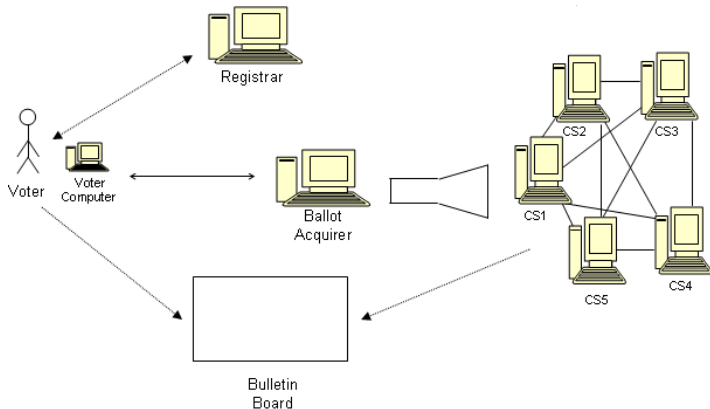 Registrar
CS2
CS3
Voter
Voter
Computer
Ballot
Acquirer
CS1
CS5
CS4
Bulletin
Board